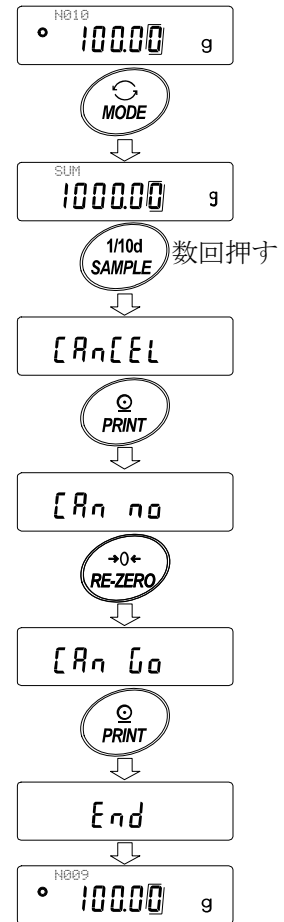 N010
100.00 g
MODE
SUM
1000.00 g
1/10d
SAMPLE 数回押す
CAnCEL
PRINT
CAn no
→0←
RE-ZERO
CAn Go
PRINT
End
N009
100.00 g